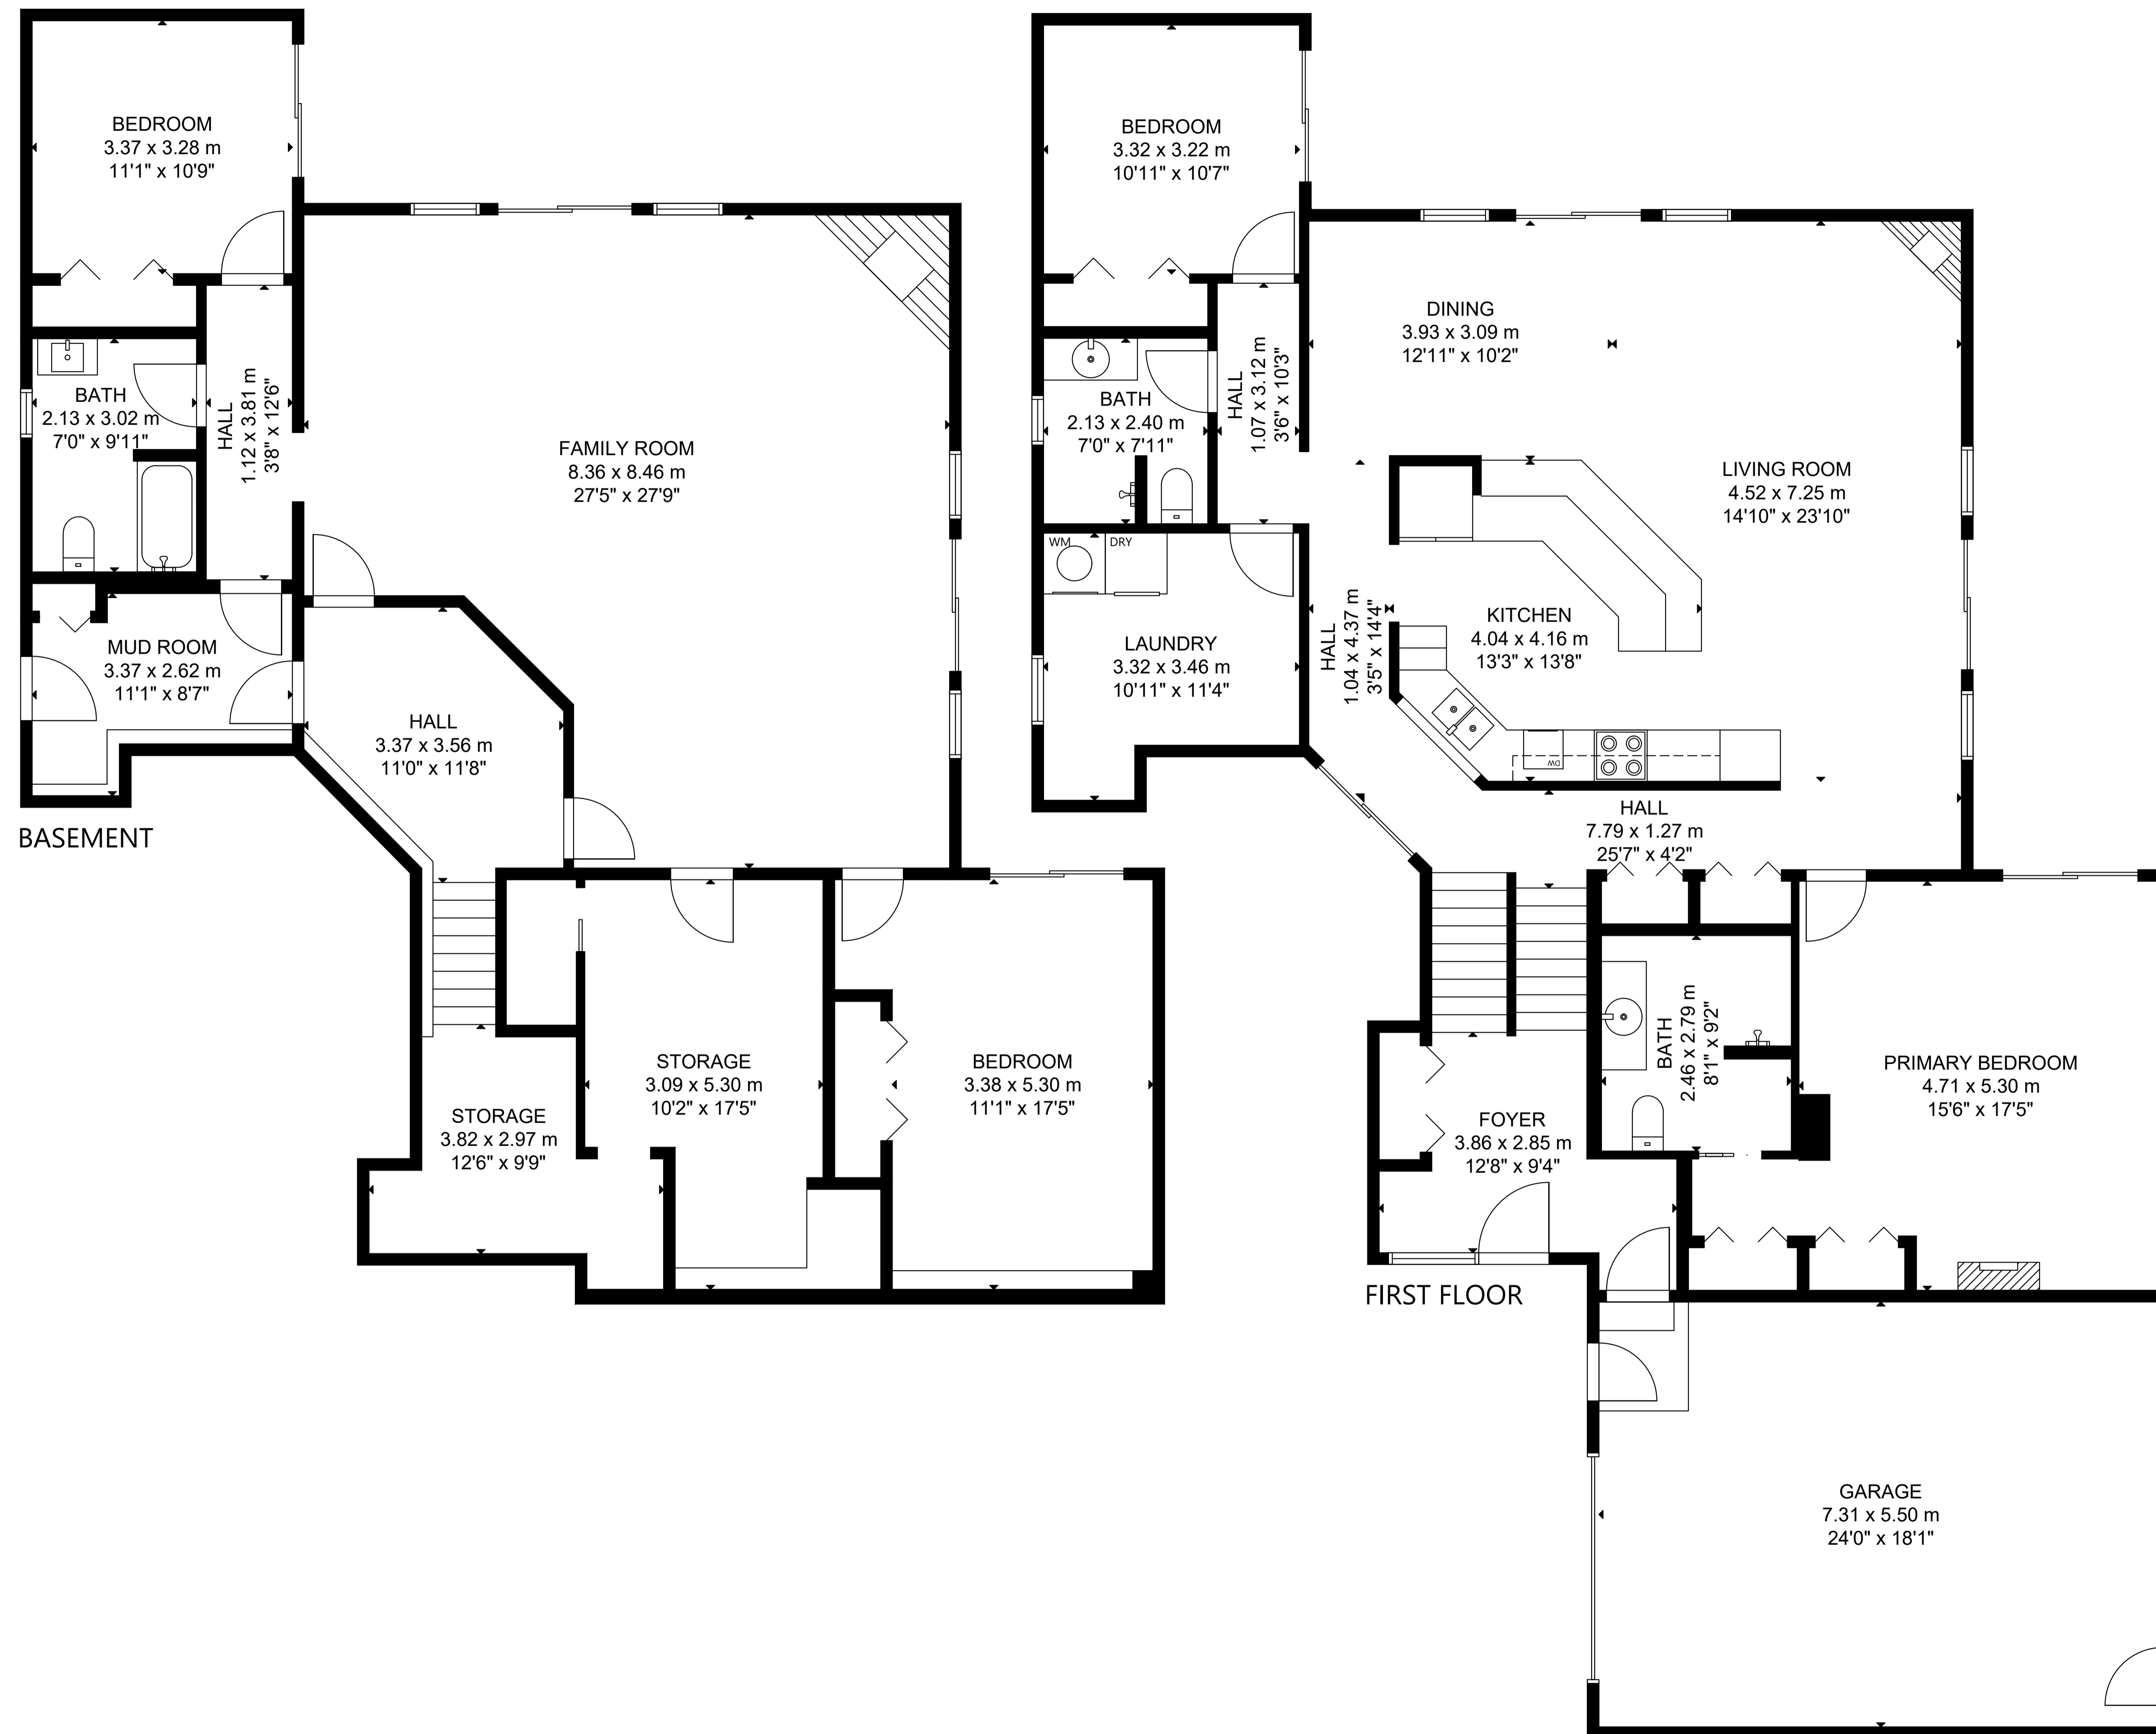 BEDROOM
3.37 x 3.28 m
11'1" x 10'9"
BATH
2.13 x 3.02 m
7'0" x 9'11"
HALL
1.12 x 3.81 m
3'8" x 12'6"
FAMILY ROOM
8.36 x 8.46 m
27'5" x 27'9"
MUD ROOM
3.37 x 2.62 m
11'1" x 8'7"
HALL
3.37 x 3.56 m
11'0" x 11'8"
BASEMENT
STORAGE
3.82 x 2.97 m
12'6" x 9'9"
STORAGE
3.09 x 5.30 m
10'2" x 17'5"
BEDROOM
3.38 x 5.30 m
11'1" x 17'5"
BEDROOM
3.32 x 3.22 m
10'11" x 10'7"
DINING
3.93 x 3.09 m
12'11" x 10'2"
BATH
2.13 x 2.40 m
7'0" x 7'11"
HALL
1.07 x 3.12 m
3'6" x 10'3"
LIVING ROOM
4.52 x 7.25 m
14'10" x 23'10"
WM
DRY
LAUNDRY
3.32 x 3.46 m
10'11" x 11'4"
HALL
1.04 x 4.37 m
3'5" x 14'4"
KITCHEN
4.04 x 4.16 m
13'3" x 13'8"
DW
HALL
7.79 x 1.27 m
25'7" x 4'2"
BATH
2.46 x 2.79 m
8'1" x 9'2"
PRIMARY BEDROOM
4.71 x 5.30 m
15'6" x 17'5"
FOYER
3.86 x 2.85 m
12'8" x 9'4"
FIRST FLOOR
GARAGE
7.31 x 5.50 m
24'0" x 18'1"